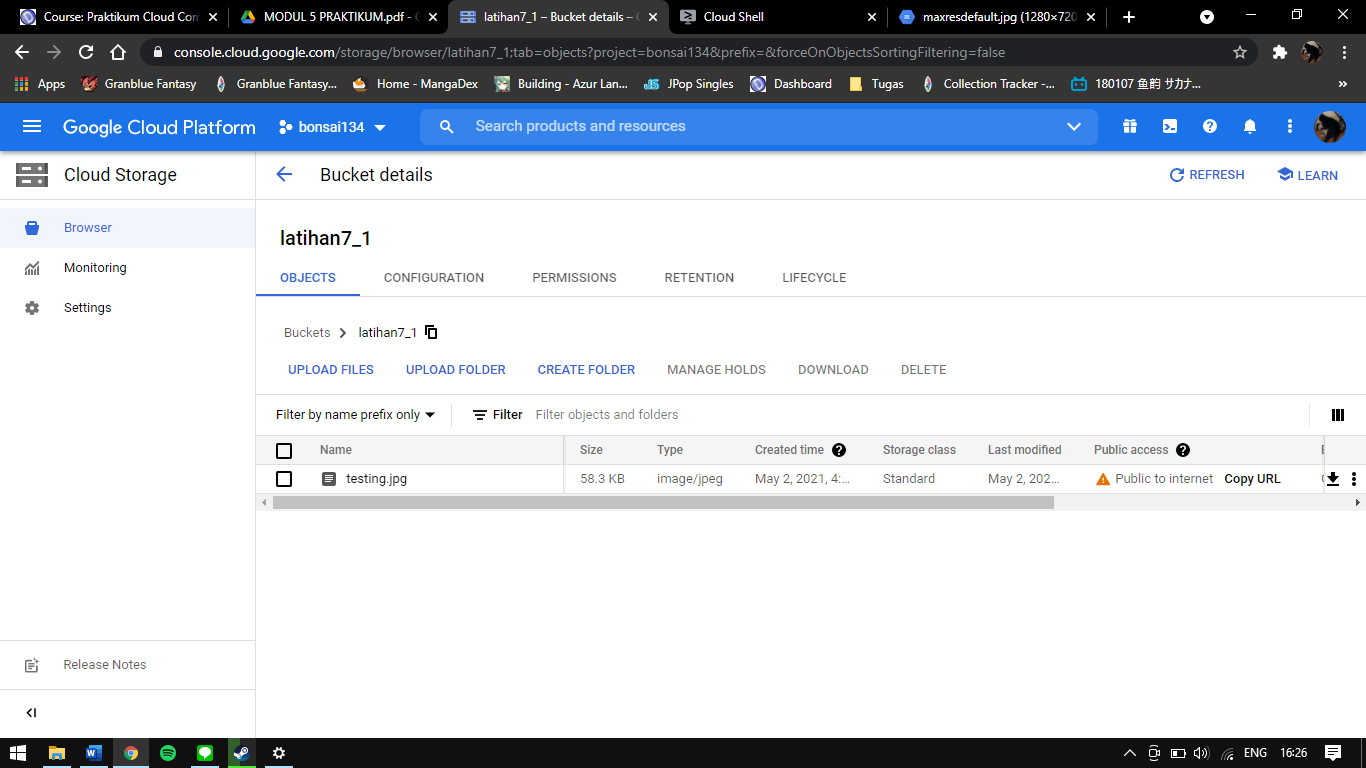 Course: Praktikum Cloud Com
MODUL 5 PRAKTIKUM.pdf - G
latihan7_1 – Bucket details –
Cloud Shell
maxresdefault.jpg (1280×720
console.cloud.google.com/storage/browser/latihan7_1;tab=objects?project=bonsai134&prefix=&forceOnObjectsSortingFiltering=false
Apps
Granblue Fantasy
Granblue Fantasy...
Home - MangaDex
Building - Azur Lan...
JPop Singles
Dashboard
Tugas
Collection Tracker -...
180107 鱼韵 サカナ...
Google Cloud Platform
bonsai134
Search products and resources
Cloud Storage
Bucket details
REFRESH
LEARN
Browser
Monitoring
Settings
latihan7_1
OBJECTS
CONFIGURATION
PERMISSIONS
RETENTION
LIFECYCLE
Buckets
latihan7_1
UPLOAD FILES
UPLOAD FOLDER
CREATE FOLDER
MANAGE HOLDS
DOWNLOAD
DELETE
Filter by name prefix only
Filter
Filter objects and folders
Name
Size
Type
Created time
Storage class
Last modified
Public access
testing.jpg
58.3 KB
image/jpeg
May 2, 2021, 4:...
Standard
May 2, 202...
Public to internet
Copy URL
Release Notes
ENG
16:26